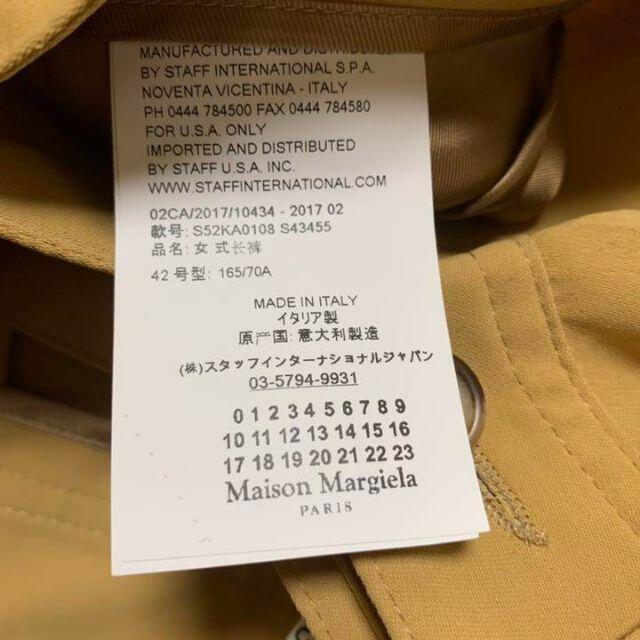 MANUFACTURED AND DISTRIBUTED
BY STAFF INTERNATIONAL S.P.A.
NOVENTA VICENTINA - ITALY
PH 0444 784500 FAX 0444 784580
FOR U.S.A. ONLY
IMPORTED AND DISTRIBUTED
BY STAFF U.S.A. INC.
WWW.STAFFINTERNATIONAL.COM
02CA/2017/10434 - 2017 02
軟号: S52KA0108 S43455
品名: 女 式长裤
42 号型: 165/70A
MADE IN ITALY
イタリア製
原产国: 意大利製造
(株)スタッフインターナショナルジャパン
03-5794-9931
0 1 2 3 4 5 6 7 8 9
10 11 12 13 14 15 16
17 18 19 20 21 22 23
Maison Margiela
PARIS